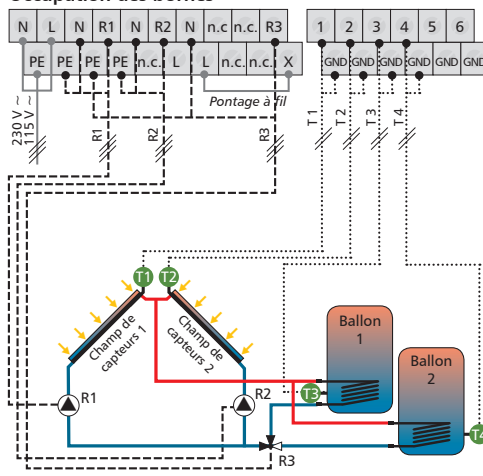 Occupation des bornes
N L N R1 N R2 N n.c n.c. R3
1 2 3 4 5 6
PE PE PE PE n.c. L L n.c. n.c. X
GND GND GND GND GND GND
Pontage à fil
230 V ~
115 V ~
R1
R2
R3
T 1
T 2
T 3
T 4
T1
T2
Champ de
capteurs 1
Champ de
capteurs 2
Ballon
1
Ballon
2
R1
R2
T3
T4
R3